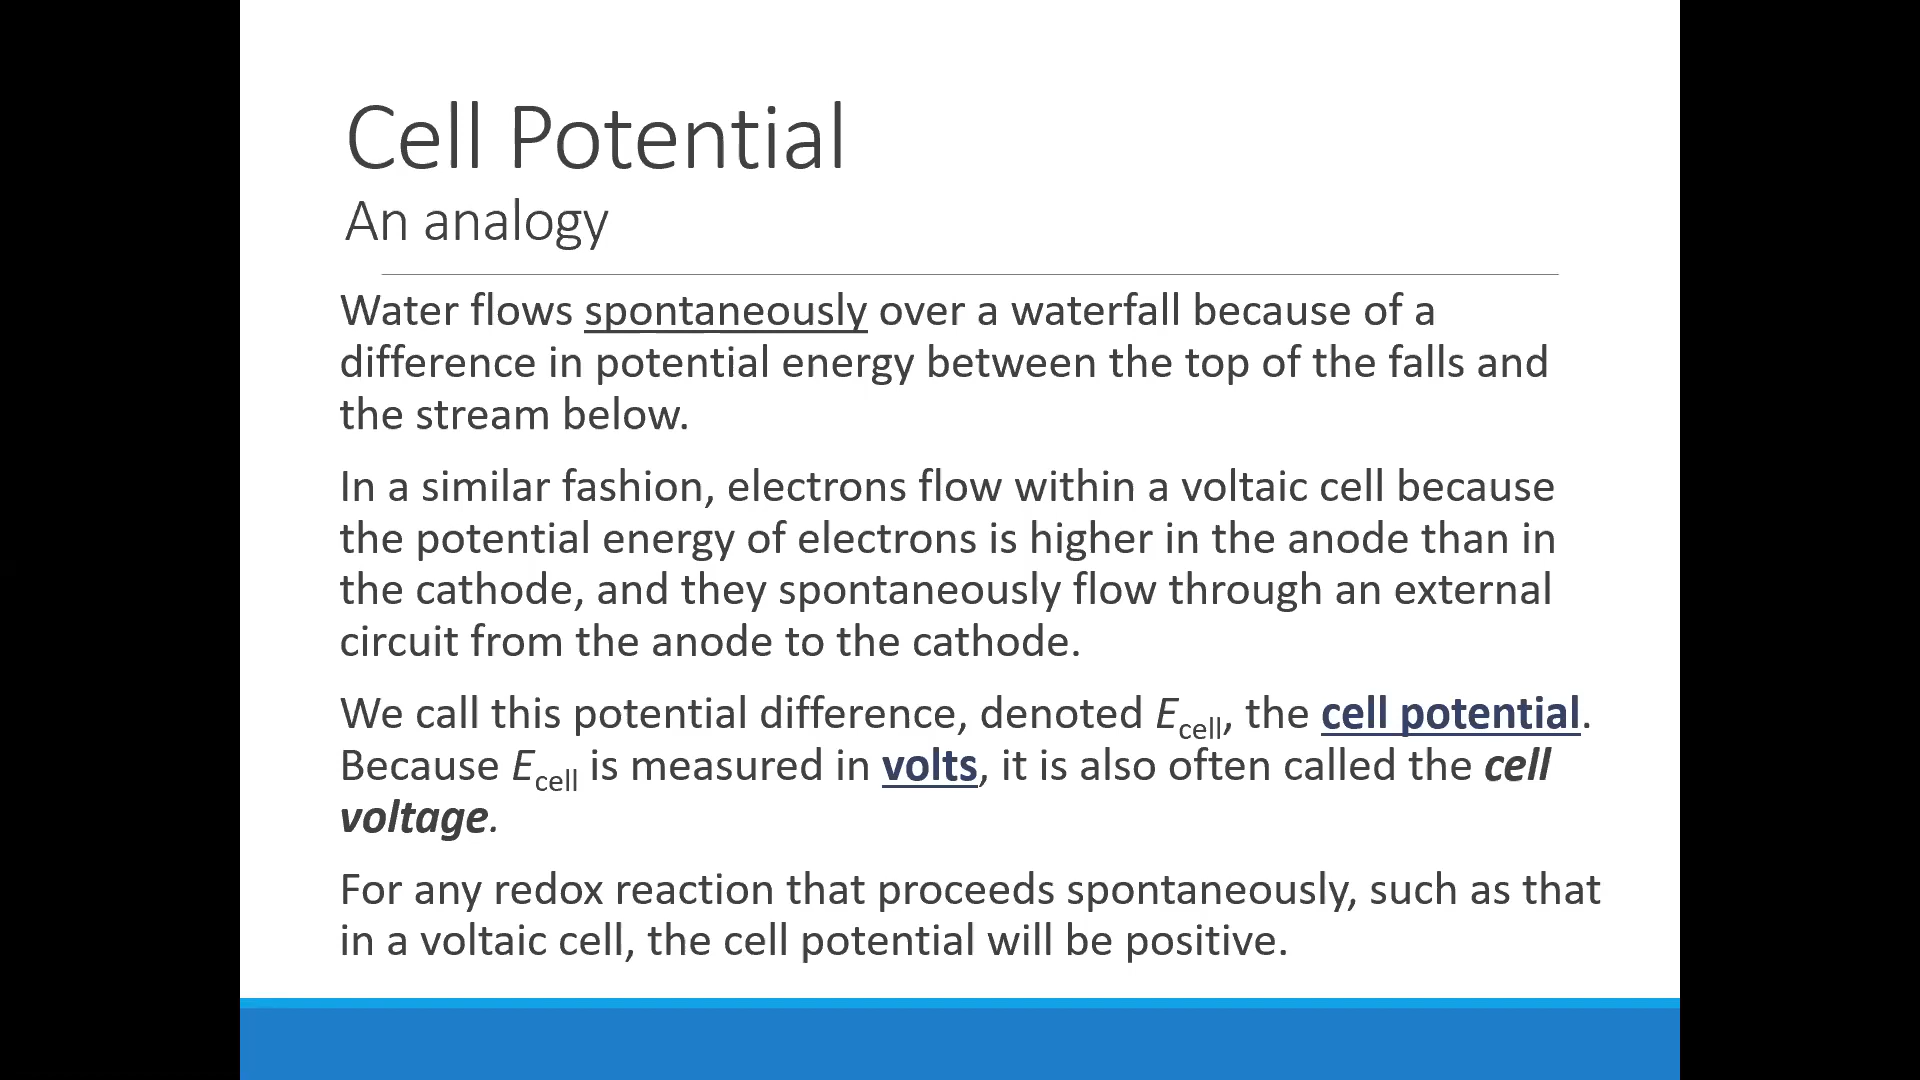 Cell Potential
An analogy
Water flows spontaneously over a waterfall because of a
difference in potential energy between the top of the falls and
the stream below.
In a similar fashion, electrons flow within a voltaic cell because
the potential energy of electrons is higher in the anode than in
the cathode, and they spontaneously flow through an external
circuit from the anode to the cathode.
We call this potential difference, denoted Ecell, the cell potential.
Because Ecell is measured in volts, it is also often called the cell
voltage.
For any redox reaction that proceeds spontaneously, such as that
in a voltaic cell, the cell potential will be positive.